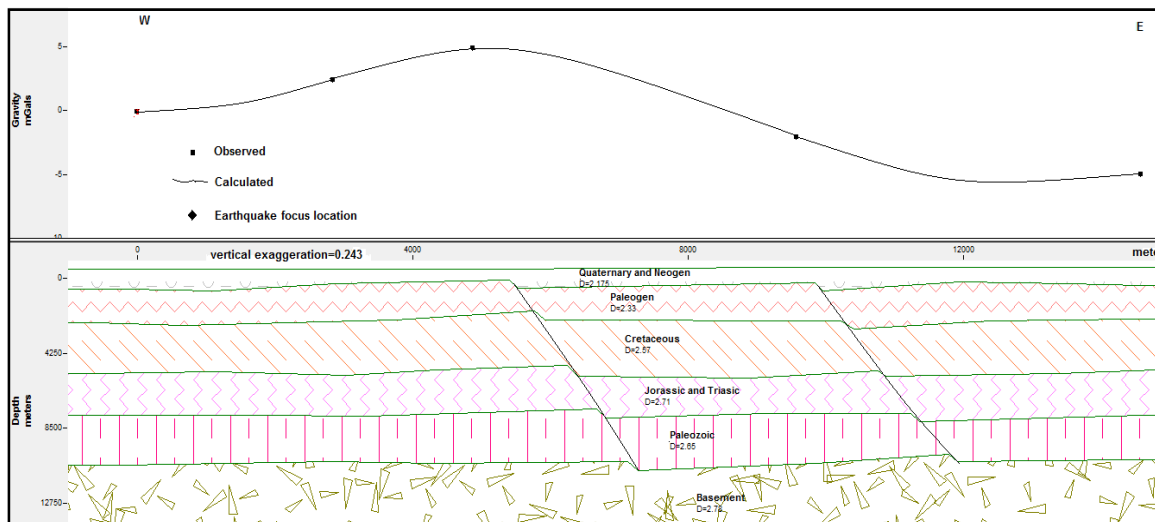 W
E
Gravity
mGals
5
0
-5
-10
Observed
Calculated
Earthquake focus location
0
4000
8000
12000
mete
vertical exaggeration=0.243
Depth
meters
0
4250
8500
12750
Quaternary and Neogen
D=2.175
Paleogen
D=2.33
Cretaceous
D=2.57
Jorassic and Triasic
D=2.71
Paleozoic
D=2.65
Basement